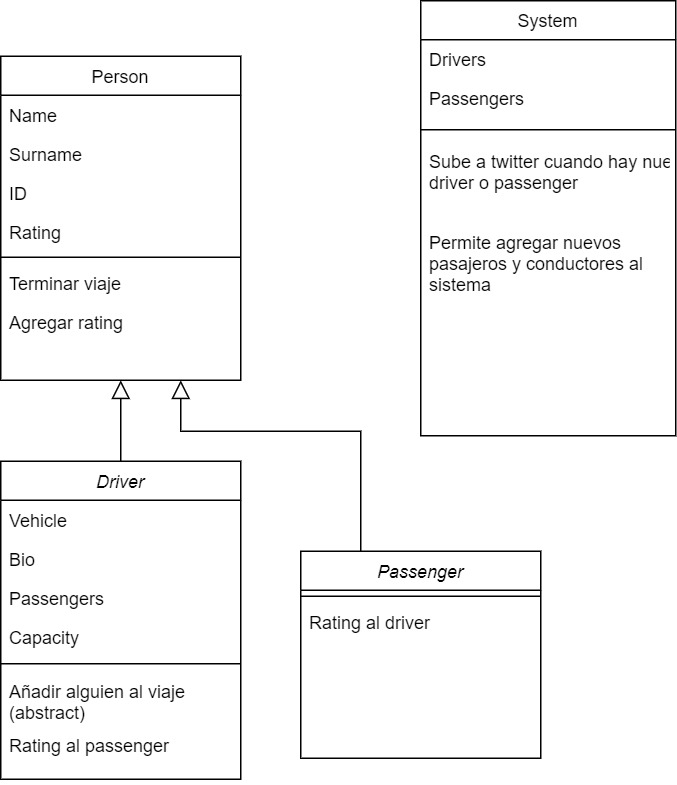 Person
Name
Surname
ID
Rating
Terminar viaje
Agregar rating
System
Drivers
Passengers
Sube a twitter cuando hay nue
driver o passenger
Permite agregar nuevos
pasajeros y conductores al
sistema
Driver
Vehicle
Bio
Passengers
Capacity
Añadir alguien al viaje
(abstract)
Rating al passenger
Passenger
Rating al driver